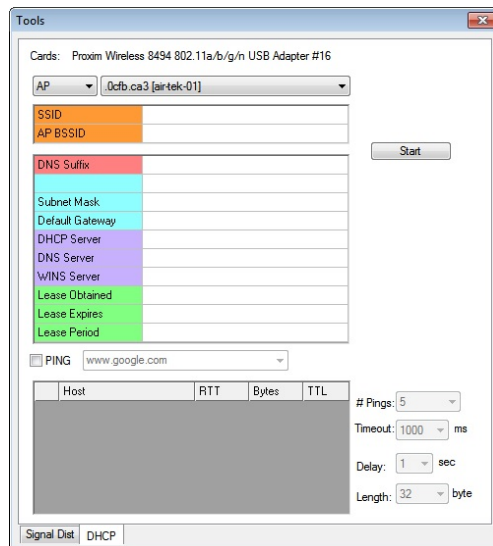 Tools
Cards: Proxim Wireless 8494 802.11a/b/g/n USB Adapter #16
AP .0cfb.ca3 [air-tek-01]
SSID
AP BSSID
Start
DNS Suffix
Subnet Mask
Default Gateway
DHCP Server
DNS Server
WINS Server
Lease Obtained
Lease Expires
Lease Period
PING www.google.com
Host RTT Bytes TTL
# Pings: 5
Timeout: 1000 ms
Delay: 1 sec
Length: 32 byte
Signal Dist DHCP